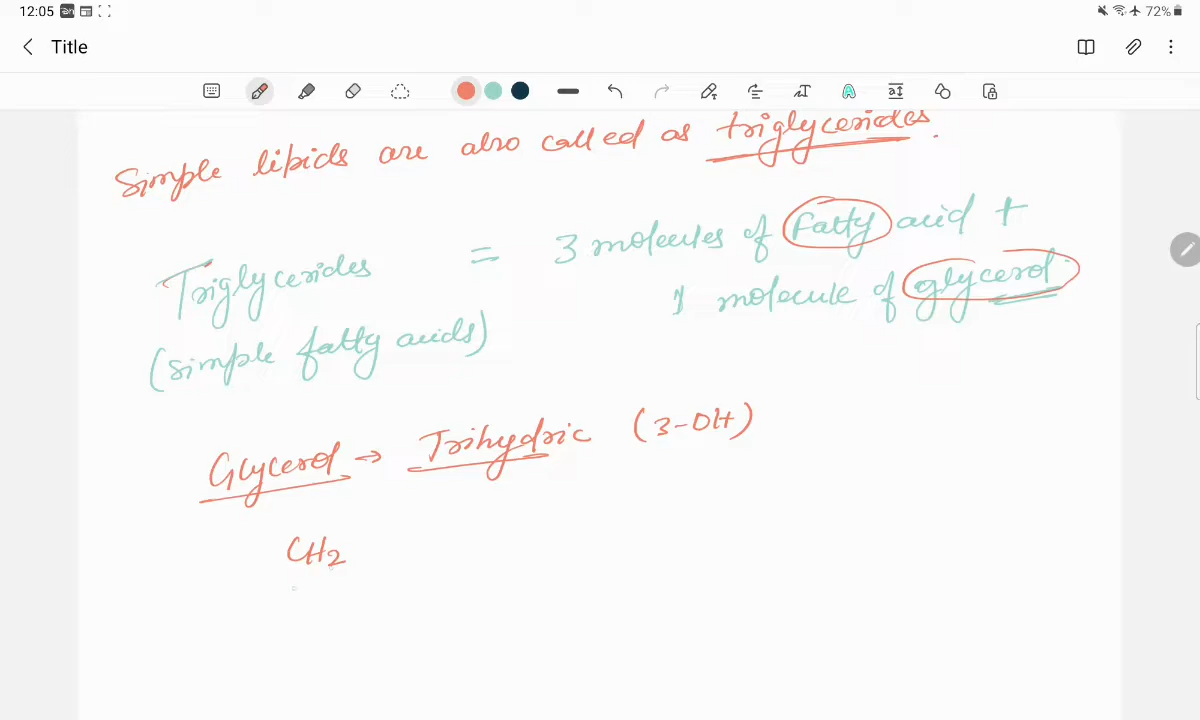 12:05 72%
Title
Simple lipids are also called as triglycerides.
Triglycerides = 3 molecules of fatty acid +
1 molecule of glycerol.
(simple fatty acids)
Glycerol → Trihydric (3-OH)
CH2